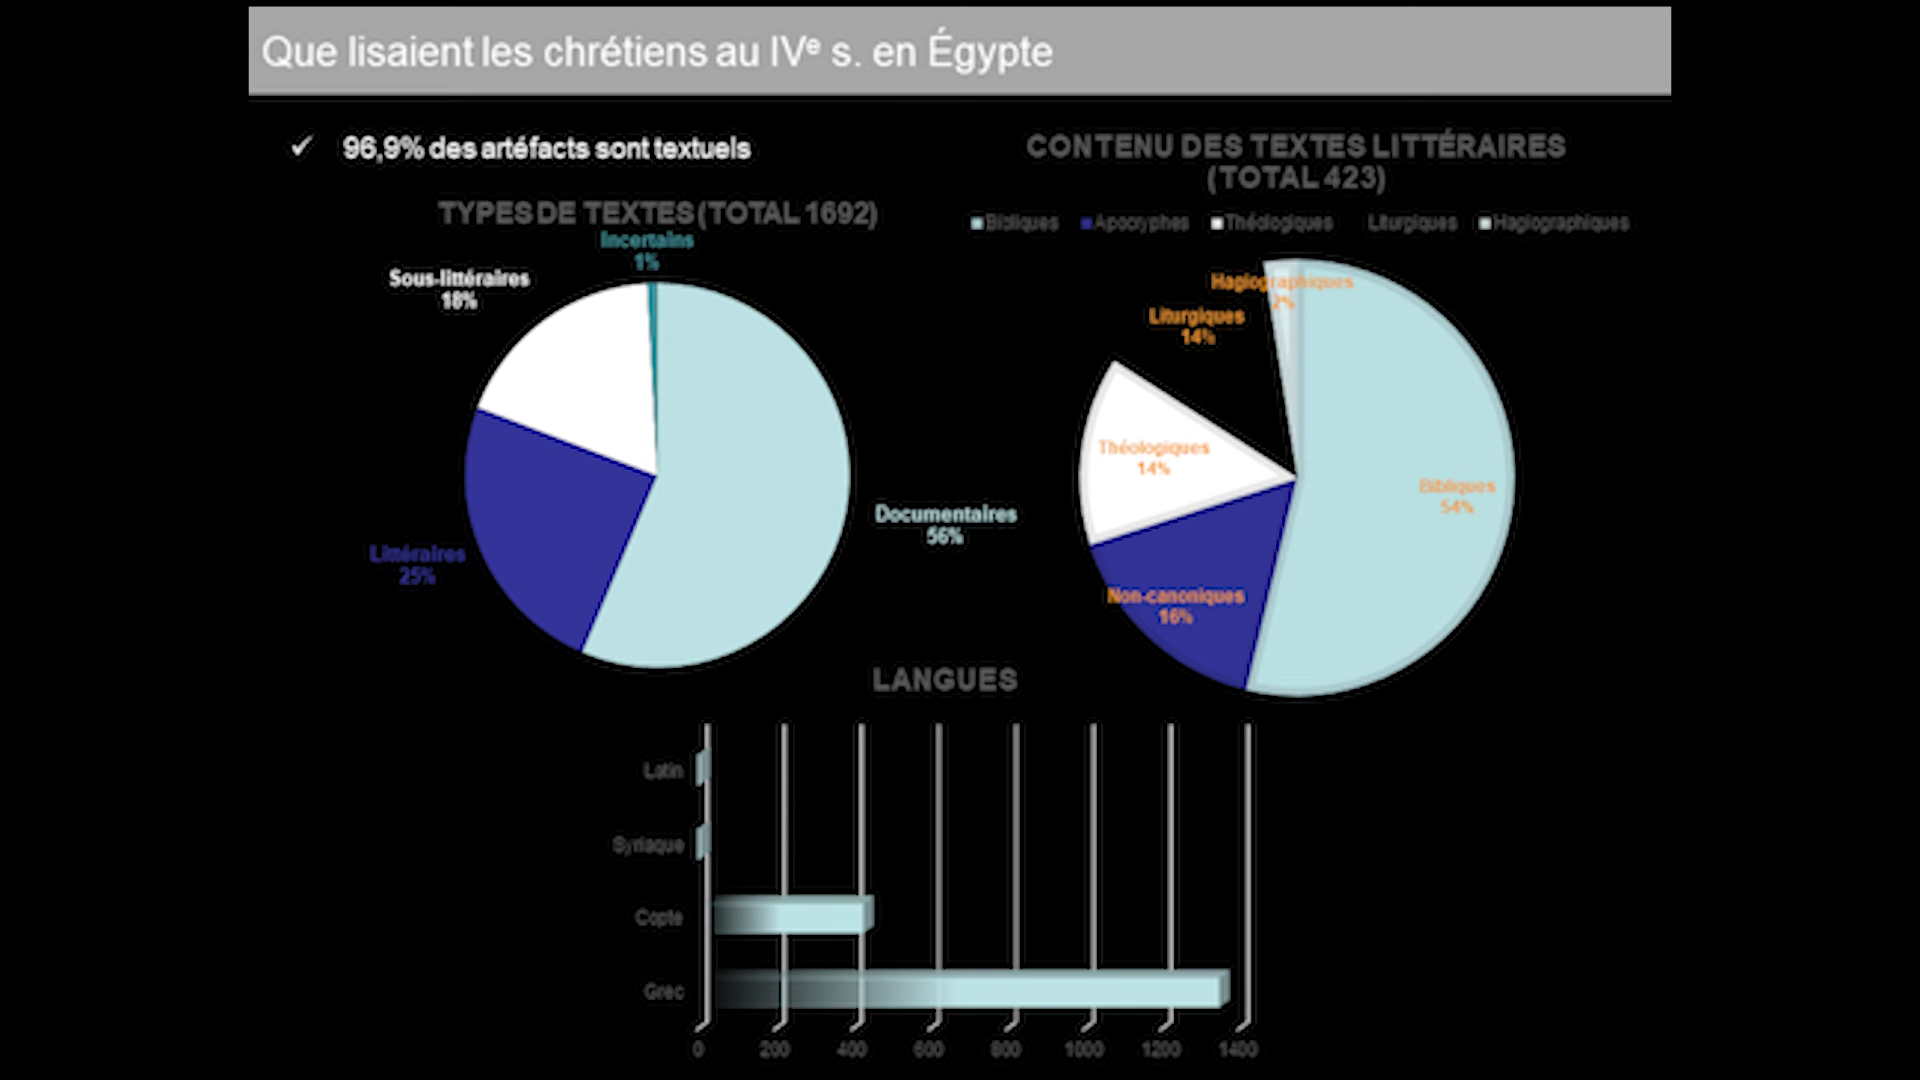 Que lisaient les chrétiens au IVe s. en Égypte
✓ 96,9% des artéfacts sont textuels
TYPES DE TEXTES (TOTAL 1692)
Incertains
1%
Sous-littéraires
18%
Documentaires
56%
Littéraires
25%
CONTENU DES TEXTES LITTÉRAIRES
(TOTAL 423)
Bibliques Apocryphes Théologiques Liturgiques Hagiographiques
Hagiographiques
2%
Liturgiques
14%
Théologiques
14%
Bibliques
54%
Non-canoniques
16%
LANGUES
Latin
Syriaque
Copte
Grec
0 200 400 600 800 1000 1200 1400